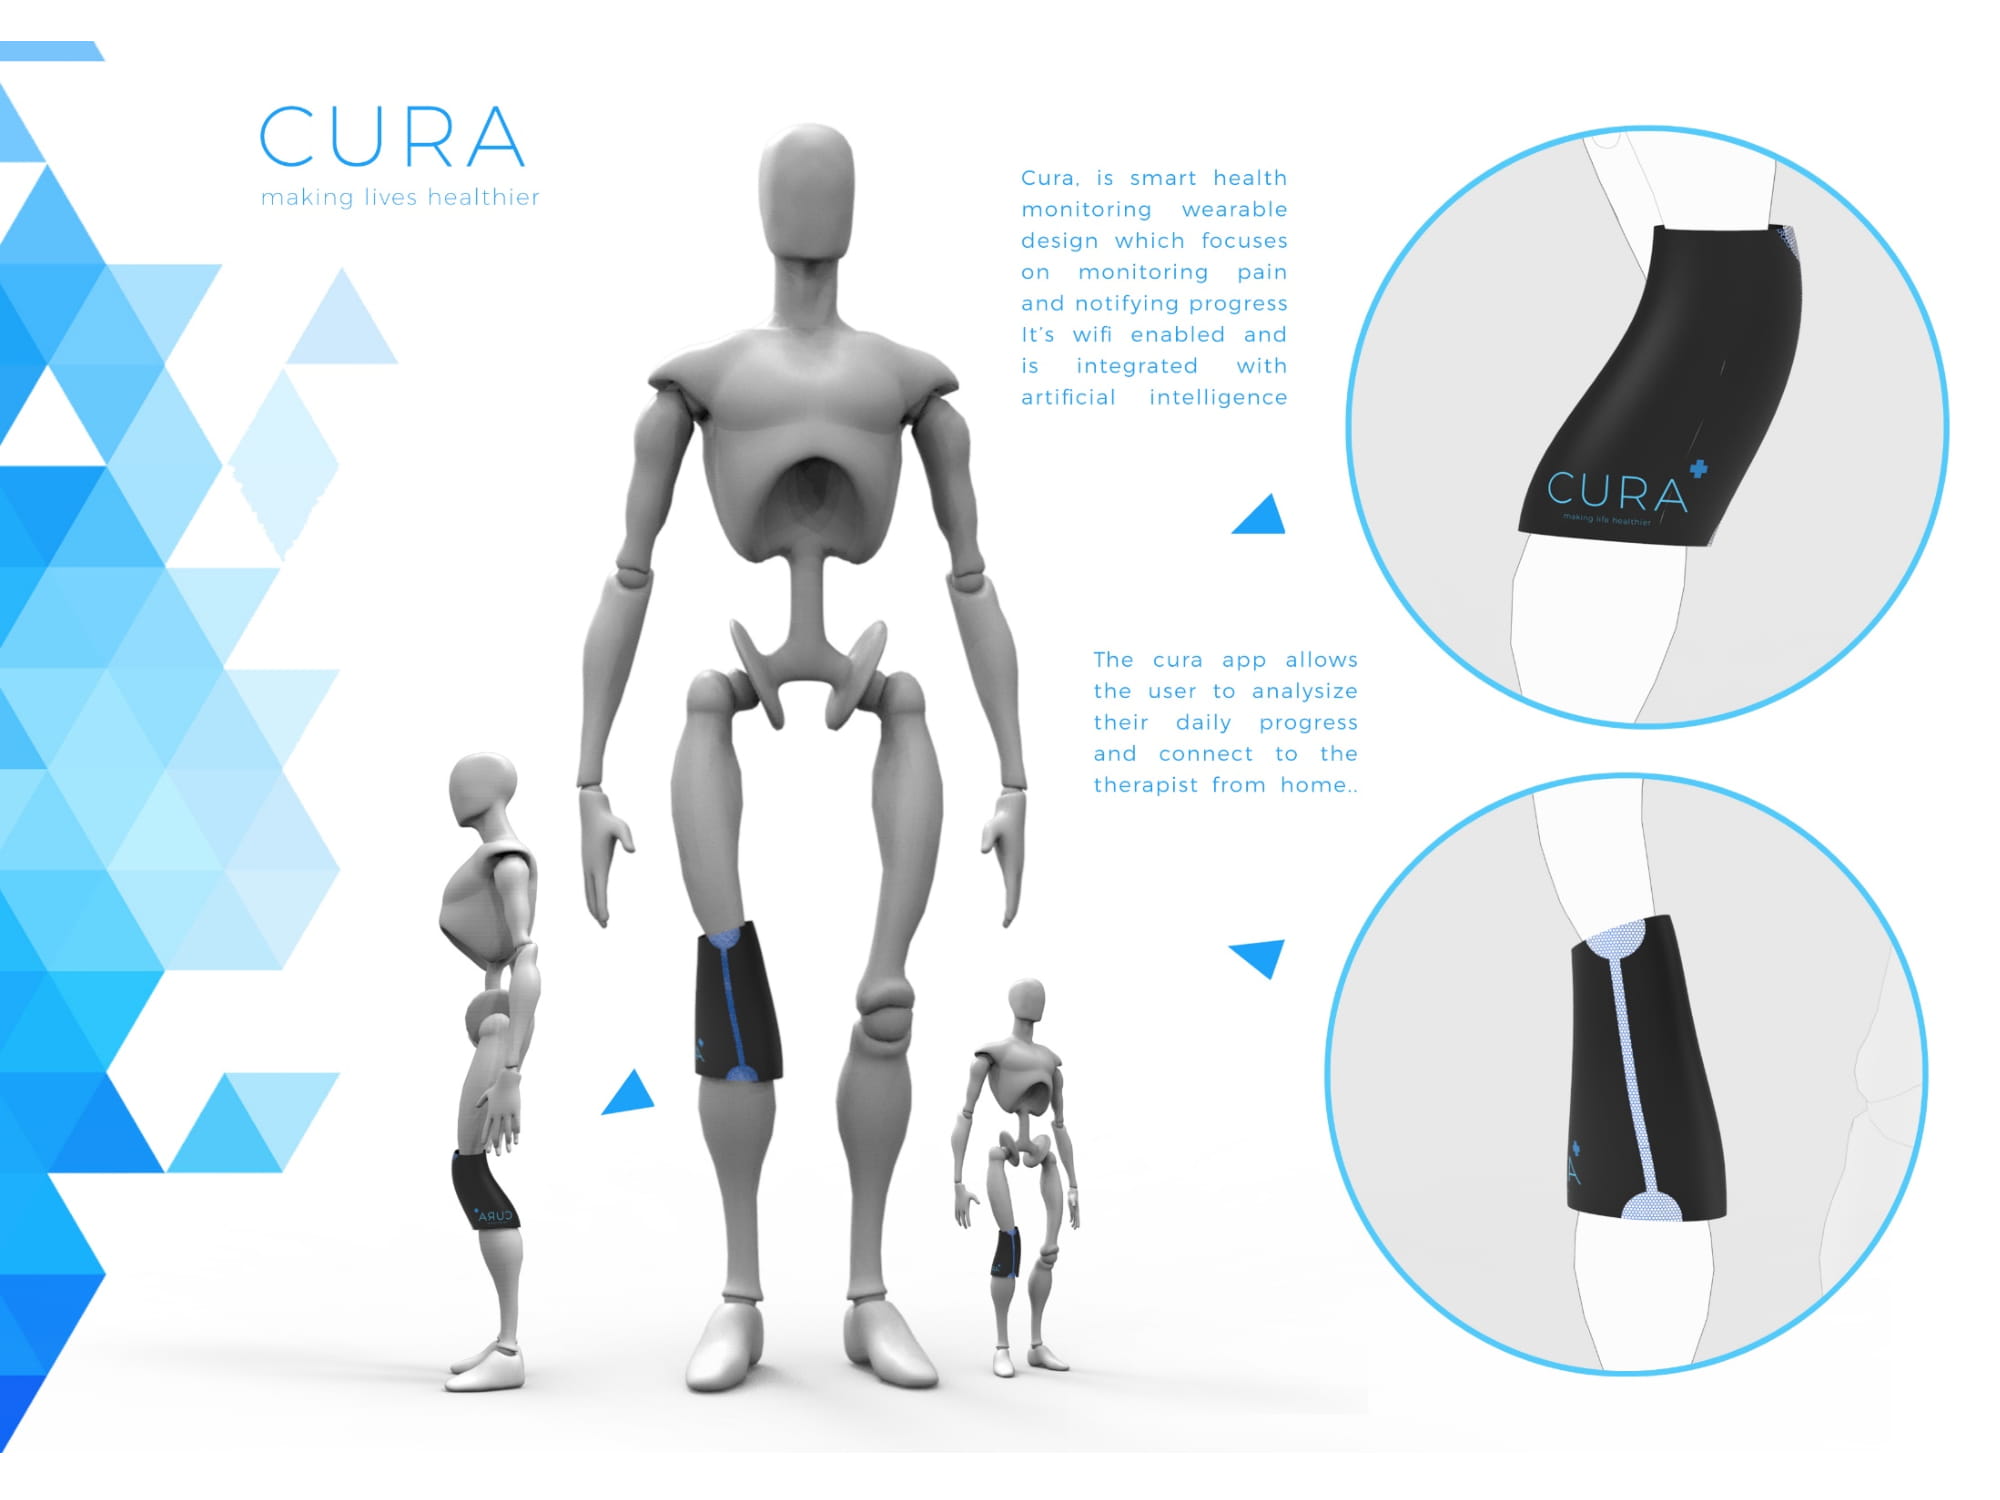 CURA
making lives healthier
Cura, is smart health
monitoring wearable
design which focuses
on monitoring pain
and notifying progress
It's wifi enabled and
is integrated with
artificial intelligence
CURA
making life healthier
The cura app allows
the user to analysize
their daily progress
and connect to the
therapist from home..
A
A
CURA
A